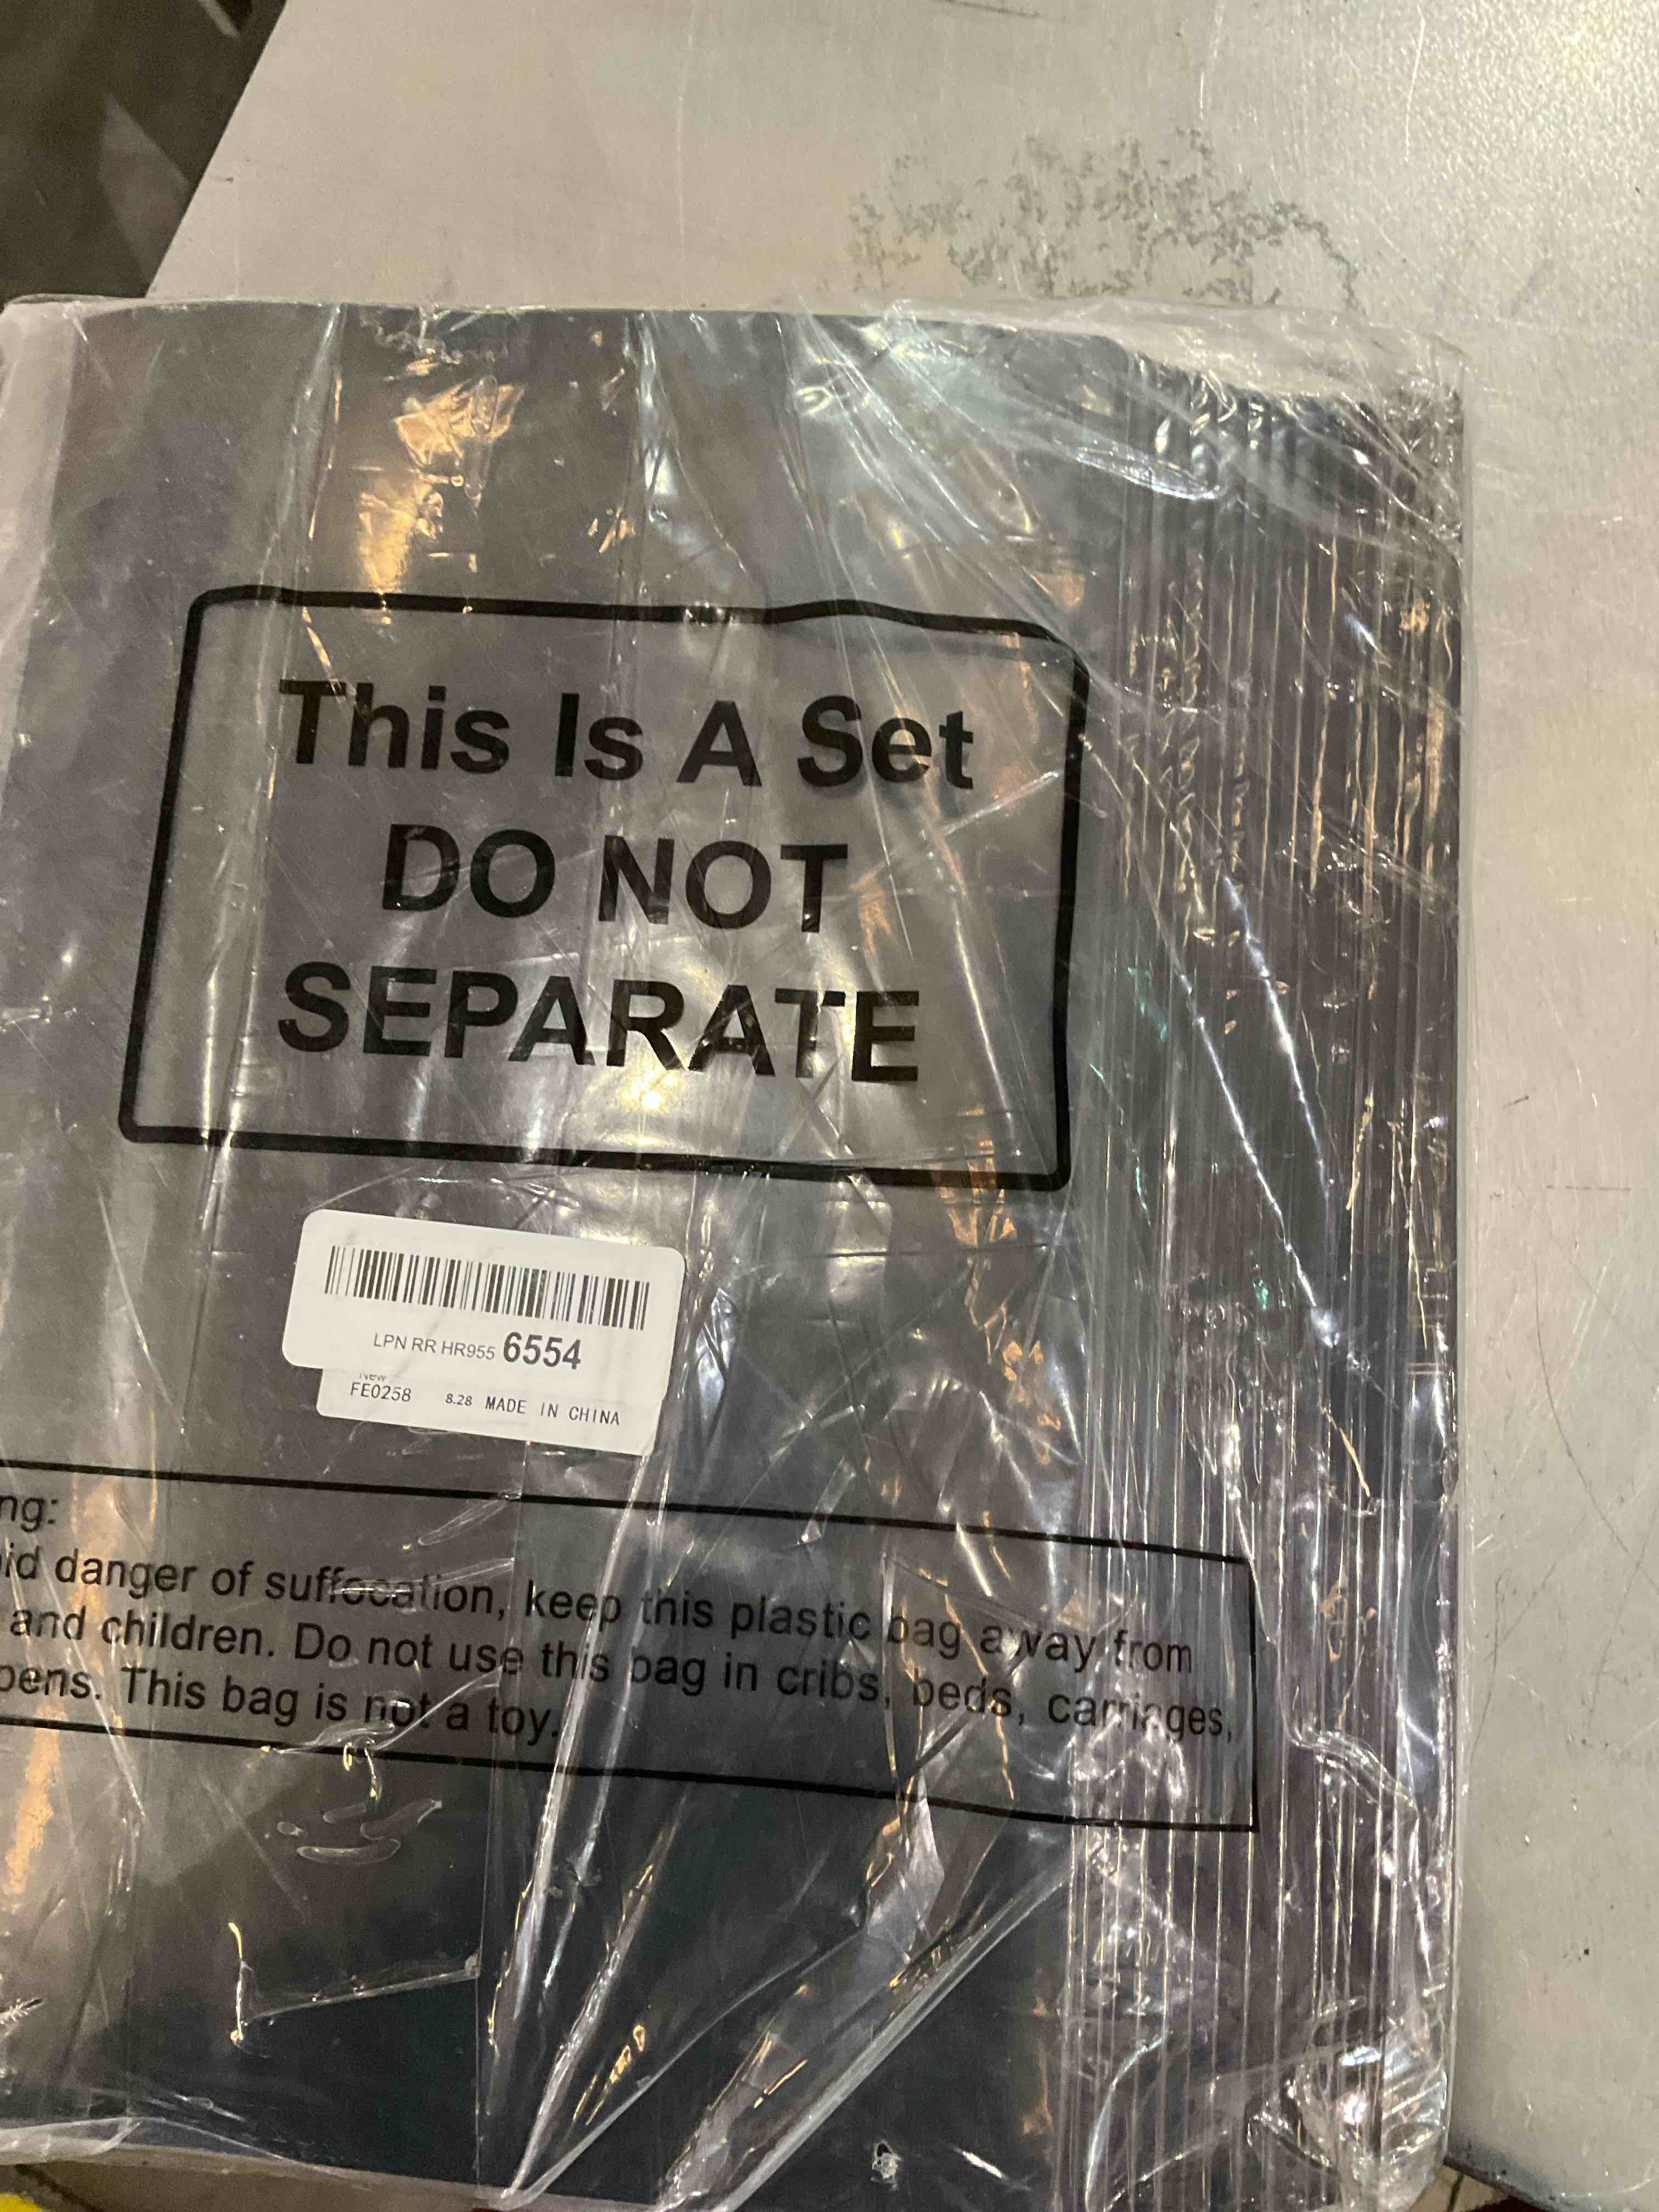 This Is A Set
DO NOT
SEPARATE
LPN RR HR955 6554
New
FE0258 8.28 MADE IN CHINA
ng:
id danger of suffocation, keep this plastic bag away from
and children. Do not use this bag in cribs, beds, carriages,
pens. This bag is not a toy.